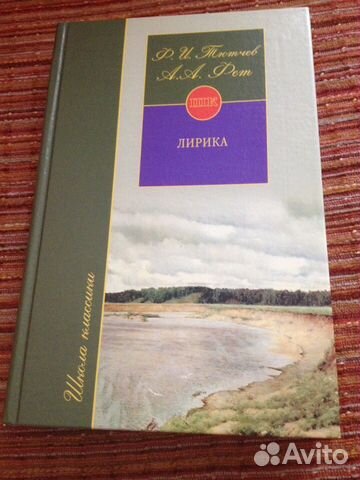 Ф. И. Тютчев
А. А. Фет
ШК
ЛИРИКА
Школа классики
Avito